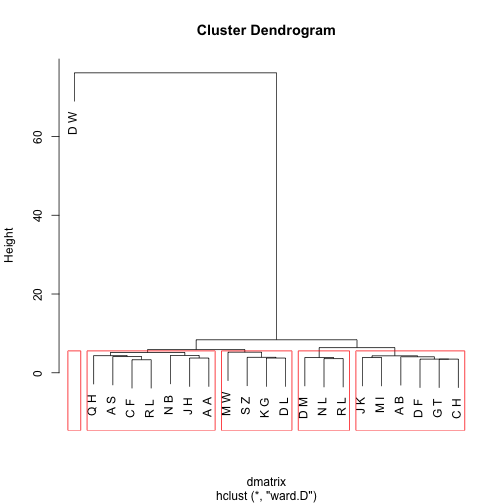 Cluster Dendrogram
Height
0
20
40
60
D W
Q H
A S
C F
R L
N B
J H
A A
M W
S Z
K G
D L
D M
N L
R L
J K
M I
A B
D F
G T
C H
dmatrix
hclust (*, "ward.D")